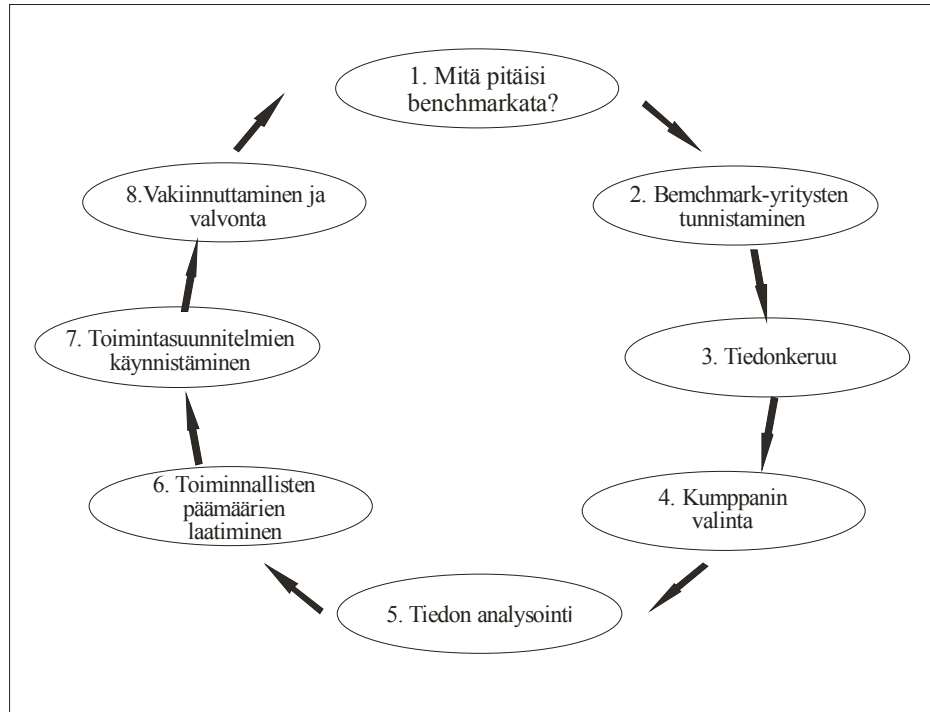 1. Mitä pitäisi
benchmarkata?
2. Bemchmark-yritysten
tunnistaminen
3. Tiedonkeruu
4. Kumppanin
valinta
5. Tiedon analysointi
6. Toiminnallisten
päämäärien
laatiminen
7. Toimintasuunnitelmien
käynnistäminen
8.Vakiinnuttaminen ja
valvonta